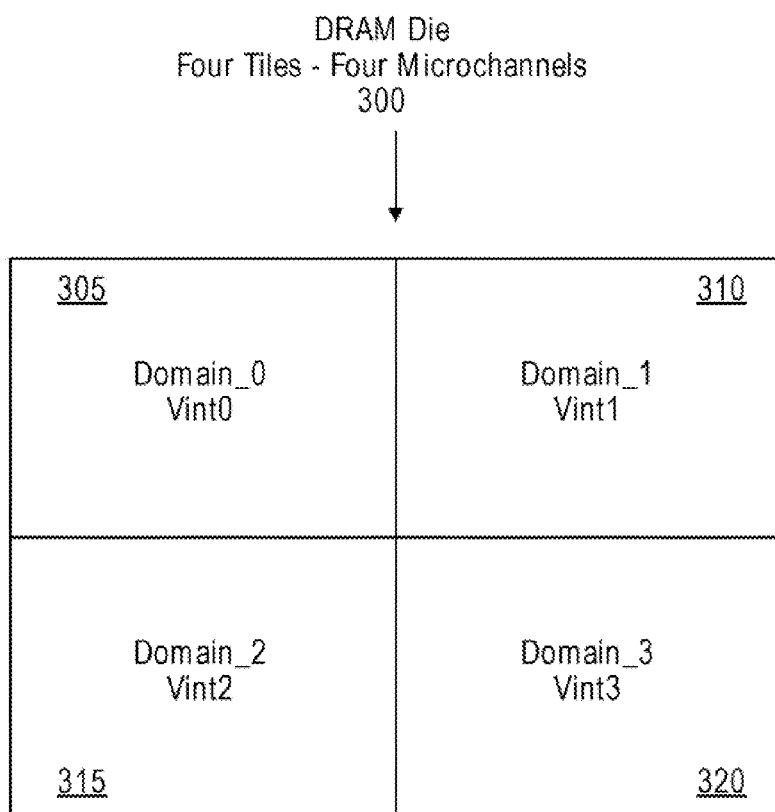 DRAM Die
Four Tiles - Four Microchannels
300
305
310
Domain_0
Vint0
Domain_1
Vint1
Domain_2
Vint2
Domain_3
Vint3
315
320